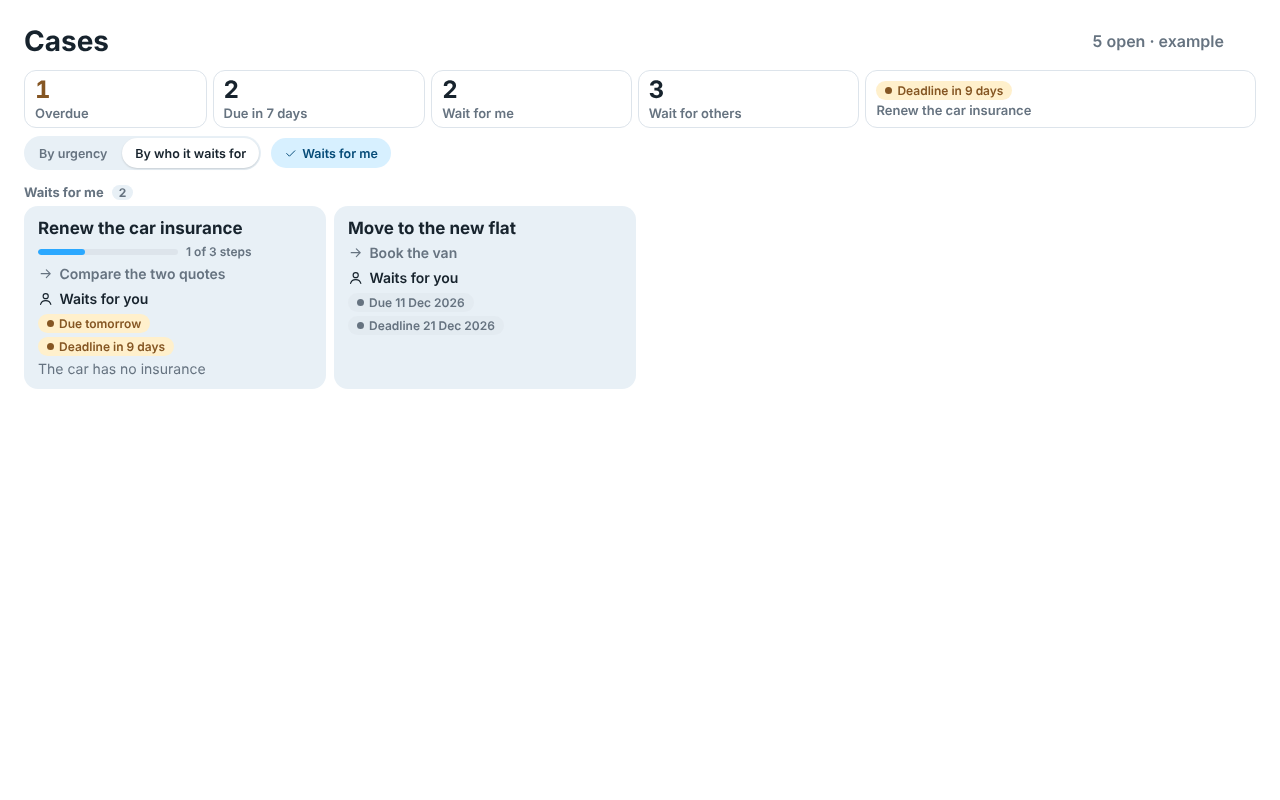 Cases
5 open · example
1
Overdue
2
Due in 7 days
2
Wait for me
3
Wait for others
Deadline in 9 days
Renew the car insurance
By urgency
By who it waits for
Waits for me
Waits for me 2
Renew the car insurance
1 of 3 steps
Compare the two quotes
Waits for you
Due tomorrow
Deadline in 9 days
The car has no insurance
Move to the new flat
Book the van
Waits for you
Due 11 Dec 2026
Deadline 21 Dec 2026